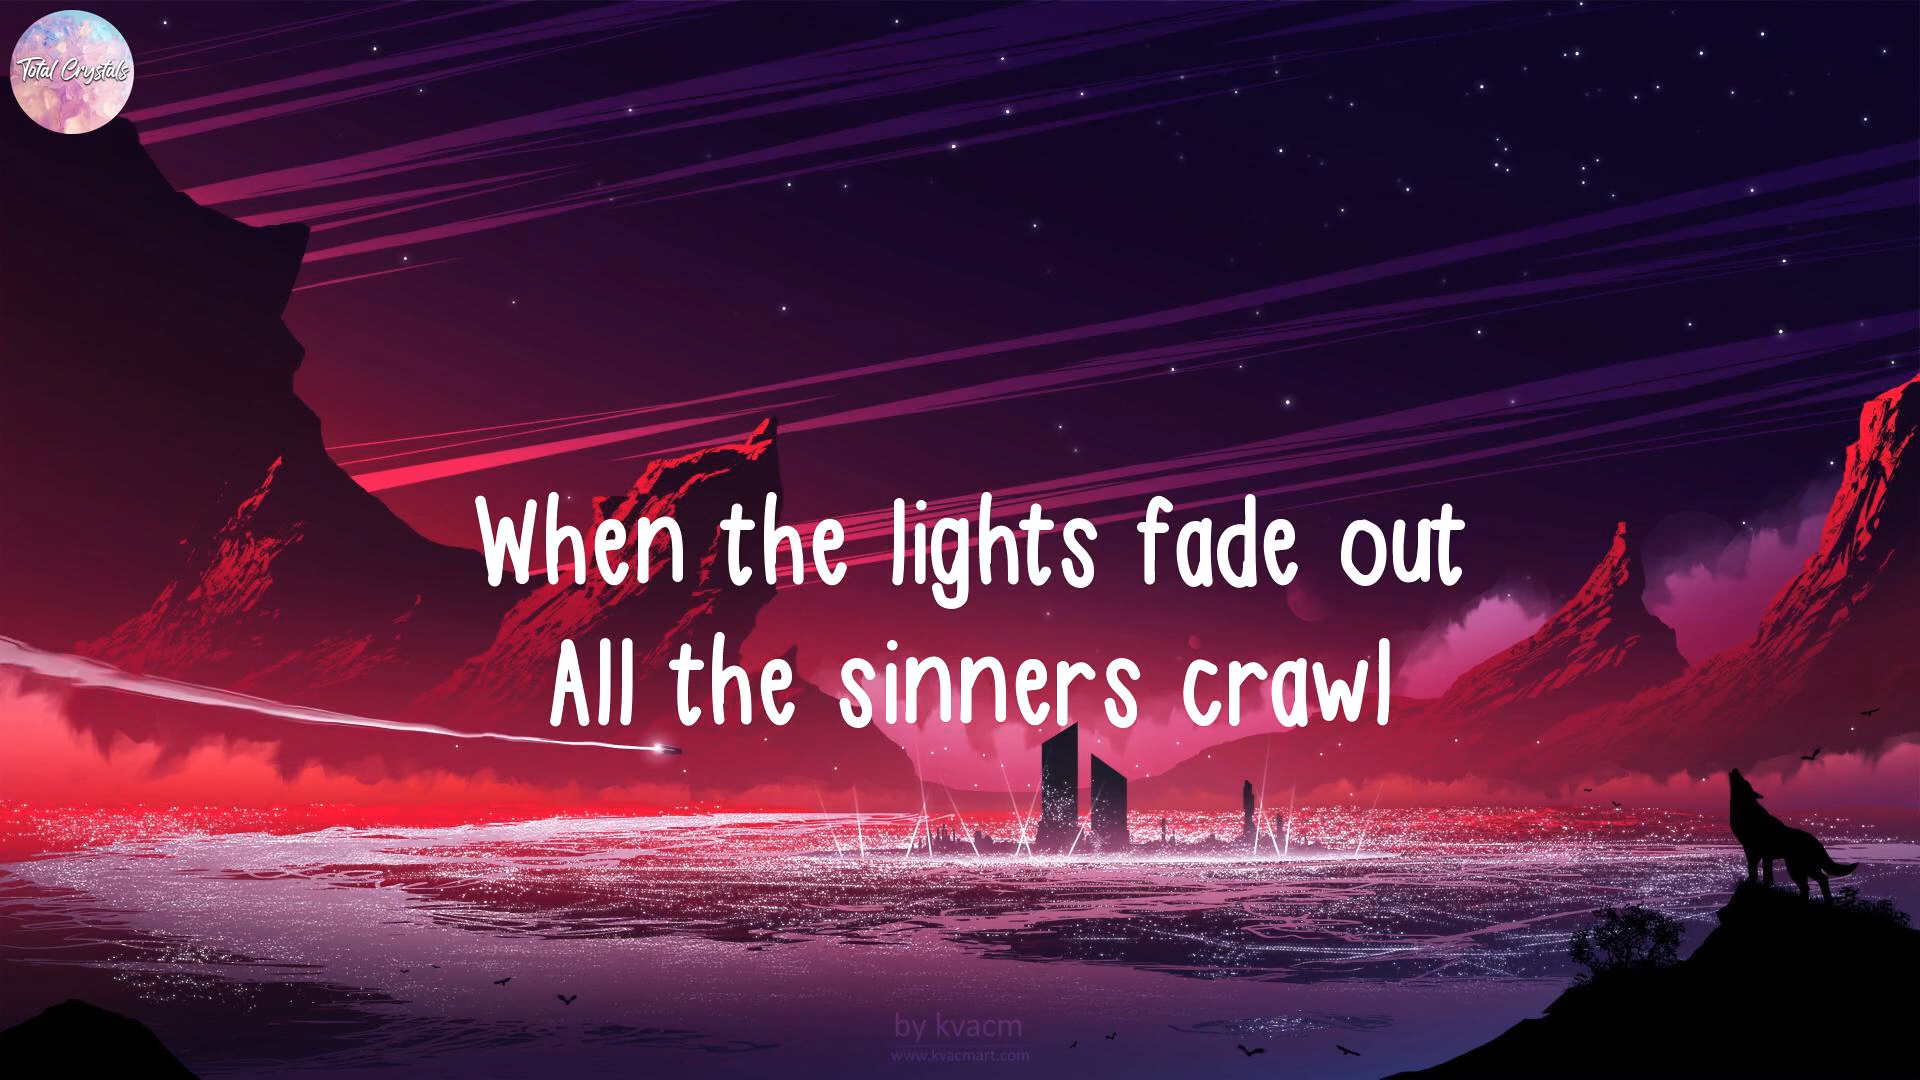 Total Crystals
When the lights fade out
All the sinners crawl
by kvacm
www.kvacmart.com